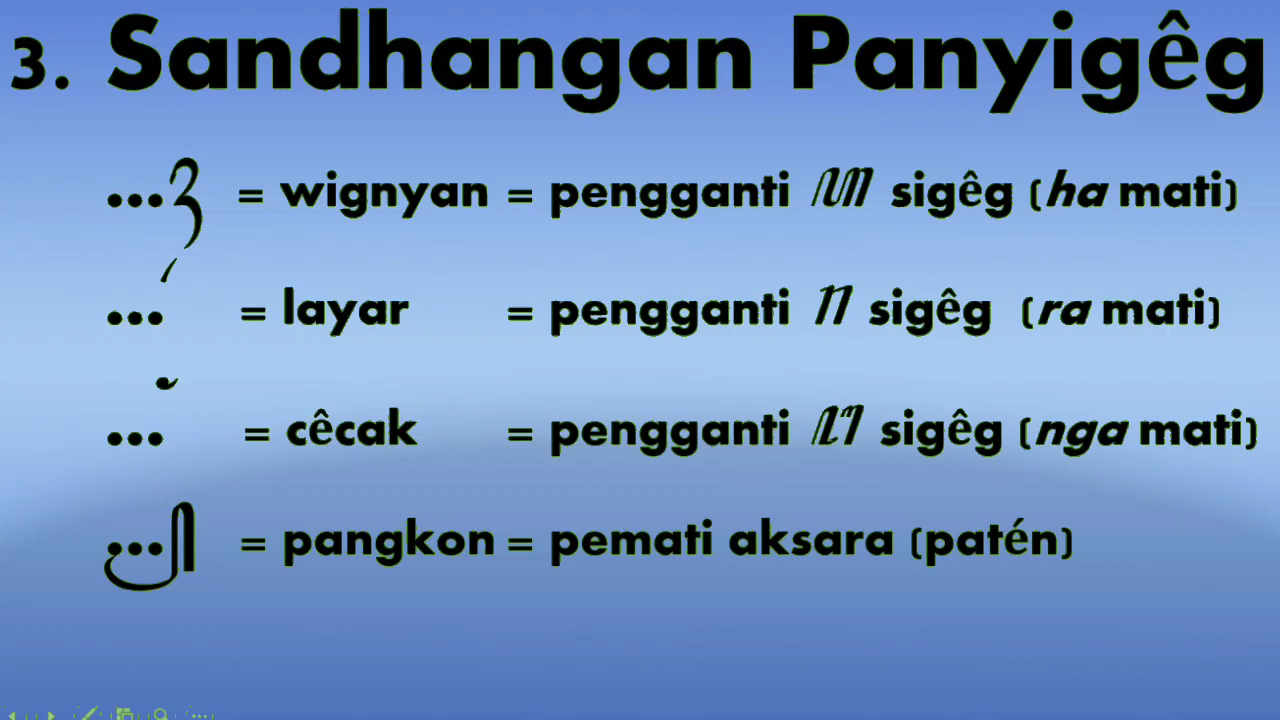 3. Sandhangan Panyigêg
...ꦃ = wignyan = pengganti ꦲ sigêg (ha mati)
...ꦂ = layar = pengganti ꦫ sigêg (ra mati)
...ꦁ = cêcak = pengganti ꦔ sigêg (nga mati)
...꧀ = pangkon = pemati aksara (patén)